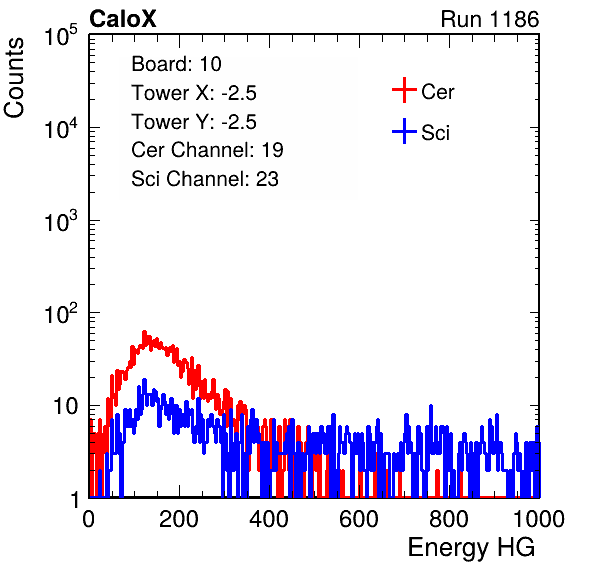 CaloX Run 1186
Board: 10
Tower X: -2.5
Tower Y: -2.5
Cer Channel: 19
Sci Channel: 23
Cer
Sci
Counts
10^5
10^4
10^3
10^2
10
1
0 200 400 600 800 1000
Energy HG